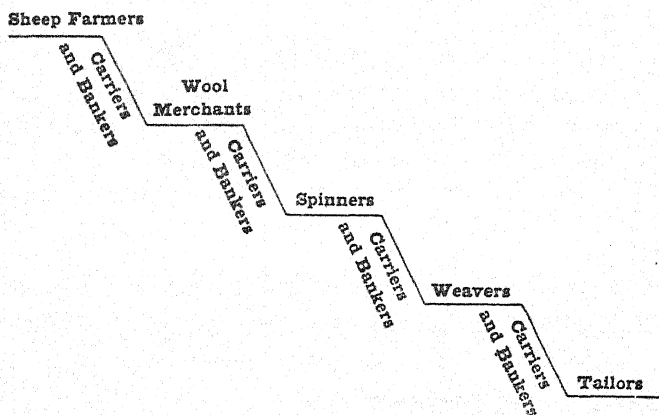 Sheep Farmers
Carriers
and Bankers
Wool
Merchants
Carriers
and Bankers
Spinners
Carriers
and Bankers
Weavers
Carriers
and Bankers
Tailors